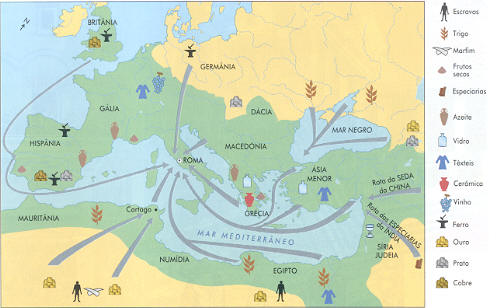 BRITÂNIA
GERMÂNIA
GÁLIA
DÁCIA
MAR NEGRO
HISPÂNIA
ROMA
MACEDÓNIA
ÁSIA
MENOR
Rota da SEDA
da CHINA
GRÉCIA
Rota das ESPECIARIAS
da ÍNDIA
MAURITÂNIA
Cartago
MAR MEDITERRÂNEO
SÍRIA
JUDEIA
NUMÍDIA
EGIPTO
N
Escravos
Trigo
Marfim
Frutos
secos
Especiarias
Azeite
Vidro
Têxteis
Cerâmica
Vinho
Ferro
Ouro
Prata
Cobre